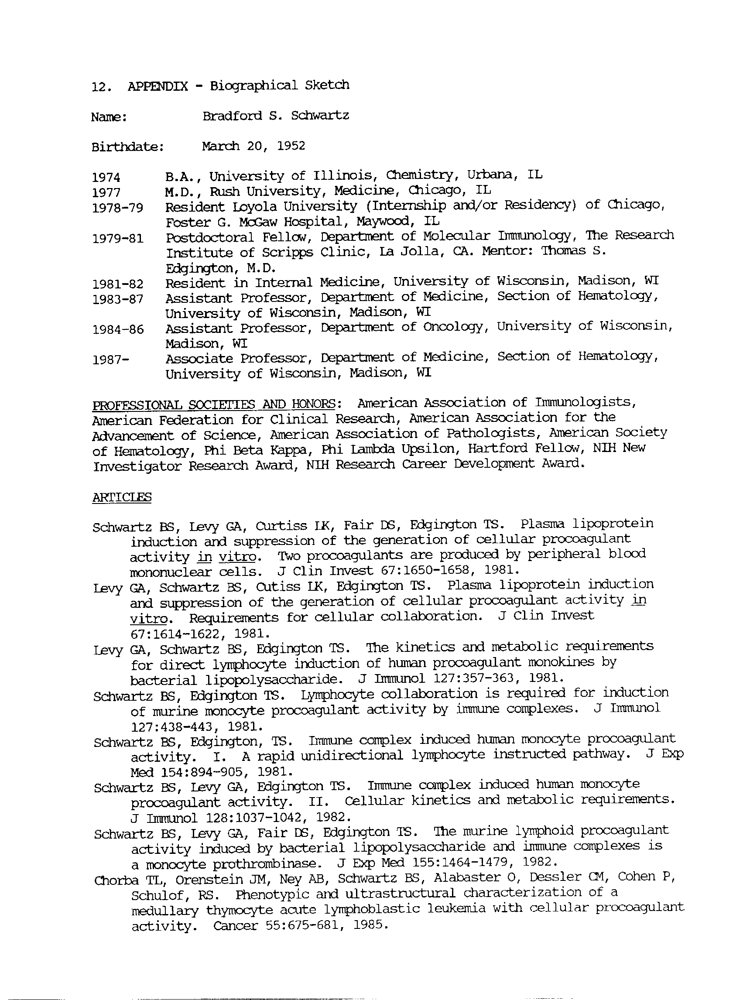 12. APPENDIX - Biographical Sketch
Name: Bradford S. Schwartz
Birthdate: March 20, 1952
1974 B.A., University of Illinois, Chemistry, Urbana, IL
1977 M.D., Rush University, Medicine, Chicago, IL
1978-79 Resident Loyola University (Internship and/or Residency) of Chicago,
Foster G. McGaw Hospital, Maywood, IL
1979-81 Postdoctoral Fellow, Department of Molecular Immunology, The Research
Institute of Scripps Clinic, La Jolla, CA. Mentor: Thomas S.
Edgington, M.D.
1981-82 Resident in Internal Medicine, University of Wisconsin, Madison, WI
1983-87 Assistant Professor, Department of Medicine, Section of Hematology,
University of Wisconsin, Madison, WI
1984-86 Assistant Professor, Department of Oncology, University of Wisconsin,
Madison, WI
1987- Associate Professor, Department of Medicine, Section of Hematology,
University of Wisconsin, Madison, WI
PROFESSIONAL SOCIETIES AND HONORS: American Association of Immunologists,
American Federation for Clinical Research, American Association for the
Advancement of Science, American Association of Pathologists, American Society
of Hematology, Phi Beta Kappa, Phi Lambda Upsilon, Hartford Fellow, NIH New
Investigator Research Award, NIH Research Career Development Award.
ARTICLES
Schwartz BS, Levy GA, Curtiss LK, Fair DS, Edgington TS. Plasma lipoprotein
induction and suppression of the generation of cellular procoagulant
activity in vitro. Two procoagulants are produced by peripheral blood
mononuclear cells. J Clin Invest 67:1650-1658, 1981.
Levy GA, Schwartz BS, Cutiss LK, Edgington TS. Plasma lipoprotein induction
and suppression of the generation of cellular procoagulant activity in
vitro. Requirements for cellular collaboration. J Clin Invest
67:1614-1622, 1981.
Levy GA, Schwartz BS, Edgington TS. The kinetics and metabolic requirements
for direct lymphocyte induction of human procoagulant monokines by
bacterial lipopolysaccharide. J Immunol 127:357-363, 1981.
Schwartz BS, Edgington TS. Lymphocyte collaboration is required for induction
of murine monocyte procoagulant activity by immune complexes. J Immunol
127:438-443, 1981.
Schwartz BS, Edgington, TS. Immune complex induced human monocyte procoagulant
activity. I. A rapid unidirectional lymphocyte instructed pathway. J Exp
Med 154:894-905, 1981.
Schwartz BS, Levy GA, Edgington TS. Immune complex induced human monocyte
procoagulant activity. II. Cellular kinetics and metabolic requirements.
J Immunol 128:1037-1042, 1982.
Schwartz BS, Levy GA, Fair DS, Edgington TS. The murine lymphoid procoagulant
activity induced by bacterial lipopolysaccharide and immune complexes is
a monocyte prothrombinase. J Exp Med 155:1464-1479, 1982.
Chorba TL, Orenstein JM, Ney AB, Schwartz BS, Alabaster O, Dessler CM, Cohen P,
Schulof, RS. Phenotypic and ultrastructural characterization of a
medullary thymocyte acute lymphoblastic leukemia with cellular procoagulant
activity. Cancer 55:675-681, 1985.